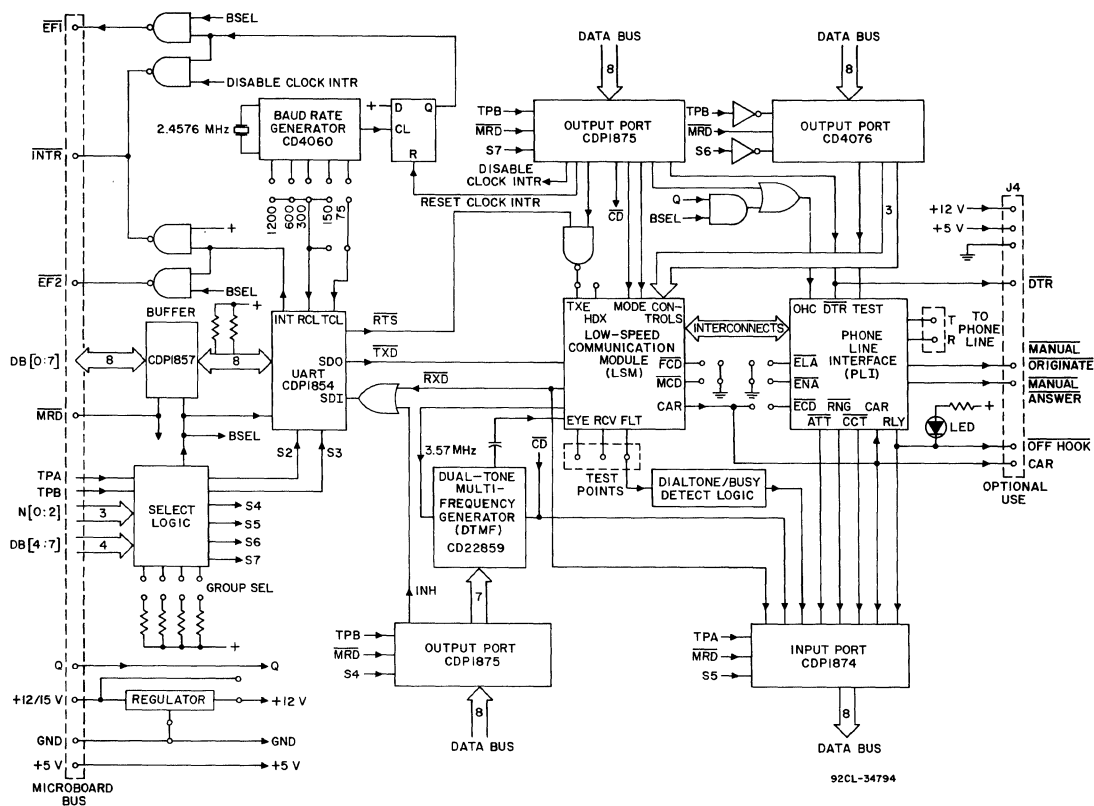 DATA BUS
DATA BUS
EF1
BSEL
DISABLE CLOCK INTR
8
8
2.4576 MHz
BAUD RATE
GENERATOR
CD4060
+
D Q
CL
R
TPB
MRD
S7
OUTPUT PORT
CDP1875
TPB
MRD
S6
OUTPUT PORT
CD4076
INTR
DISABLE
CLOCK INTR
RESET CLOCK INTR
CD
Q
BSEL
3
J4
+12 V
+5 V
1200
600
300
150
75
+
EF2
BSEL
DTR
BUFFER
+
INT RCL TCL
RTS
TXE
HDX
MODE CON-
TROLS
OHC DTR TEST
T
R
TO
PHONE
LINE
DB [0:7]
8
CDP1857
8
UART
CDP1854
SDO
SDI
TXD
LOW-SPEED
COMMUNICATION
MODULE
(LSM)
INTERCONNECTS
PHONE
LINE
INTERFACE
(PLI)
MANUAL
ORIGINATE
MANUAL
ANSWER
FCD
MCD
CAR
ELA
ENA
ECD RNG CAR
ATT CCT RLY
+
LED
MRD
RXD
BSEL
S2
S3
EYE RCV FLT
OFF HOOK
CAR
OPTIONAL
USE
3.57 MHz
CD
TEST
POINTS
DIALTONE/BUSY
DETECT LOGIC
DUAL-TONE
MULTI-
FREQUENCY
GENERATOR
(DTMF)
CD22859
TPA
TPB
N[0:2]
3
DB[4:7]
4
SELECT
LOGIC
S4
S5
S6
S7
GROUP SEL
+
INH
7
TPB
MRD
S4
OUTPUT PORT
CDP1875
TPA
MRD
S5
INPUT PORT
CDP1874
Q
Q
+12/15 V
REGULATOR
+12 V
GND
GND
+5 V
+5 V
8
DATA BUS
8
DATA BUS
MICROBOARD
BUS
92CL-34794